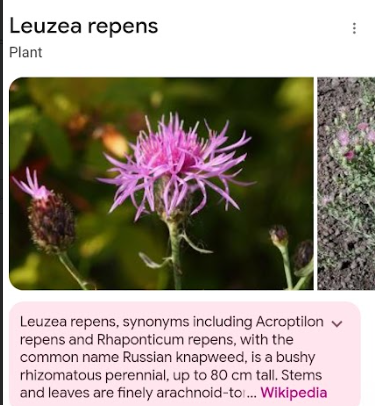 Leuzea repens
Plant
Leuzea repens, synonyms including Acroptilon
repens and Rhaponticum repens, with the
common name Russian knapweed, is a bushy
rhizomatous perennial, up to 80 cm tall. Stems
and leaves are finely arachnoid-to... Wikipedia